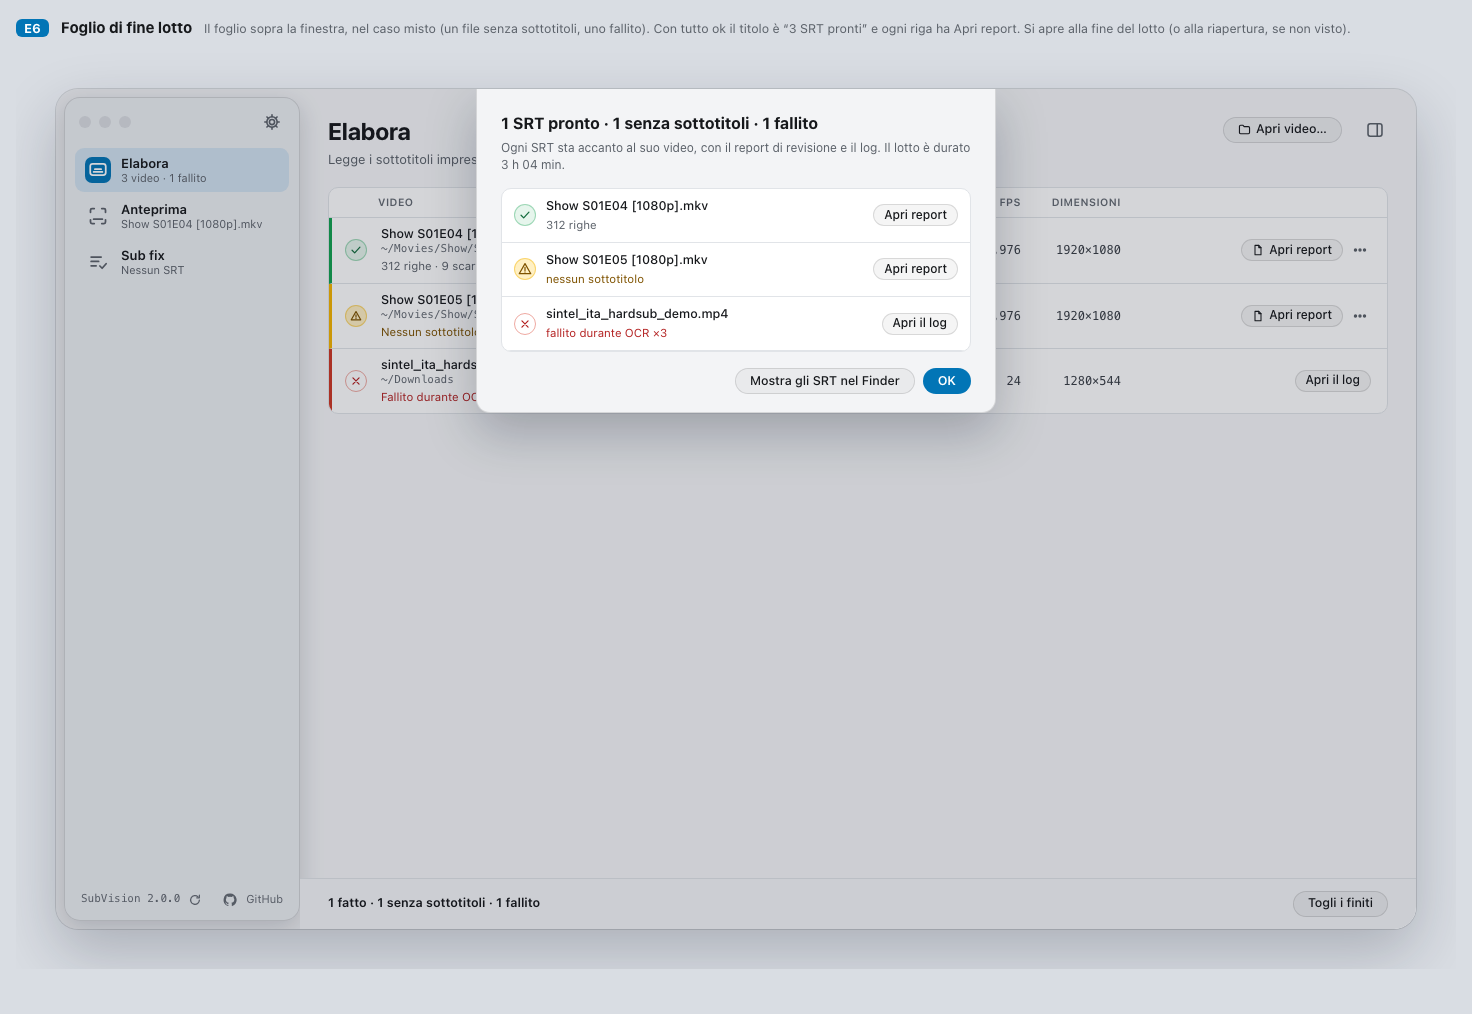 E6 Foglio di fine lotto Il foglio sopra la finestra, nel caso misto (un file senza sottotitoli, uno fallito). Con tutto ok il titolo è “3 SRT pronti” e ogni riga ha Apri report. Si apre alla fine del lotto (o alla riapertura, se non visto).
Elabora
3 video · 1 fallito
Anteprima
Show S01E04 [1080p].mkv
Sub fix
Nessun SRT
SubVision 2.0.0 GitHub
Elabora
Legge i sottotitoli
Apri video...
VIDEO FPS DIMENSIONI
Show S01E04
~/Movies/Show/
312 righe · 9
976 1920×1080 Apri report
Show S01E05
~/Movies/Show/
Nessun
976 1920×1080 Apri report
~/Downloads
Fallito durante
24 1280×544 Apri il log
1 SRT pronto · 1 senza sottotitoli · 1 fallito
Ogni SRT sta accanto al suo video, con il report di revisione e il log. Il lotto è durato
3 h 04 min.
Show S01E04 [1080p].mkv
312 righe
Apri report
Show S01E05 [1080p].mkv
nessun sottotitolo
Apri report
sintel_ita_hardsub_demo.mp4
fallito durante OCR ×3
Apri il log
Mostra gli SRT nel Finder OK
1 fatto · 1 senza sottotitoli · 1 fallito Togli i finiti